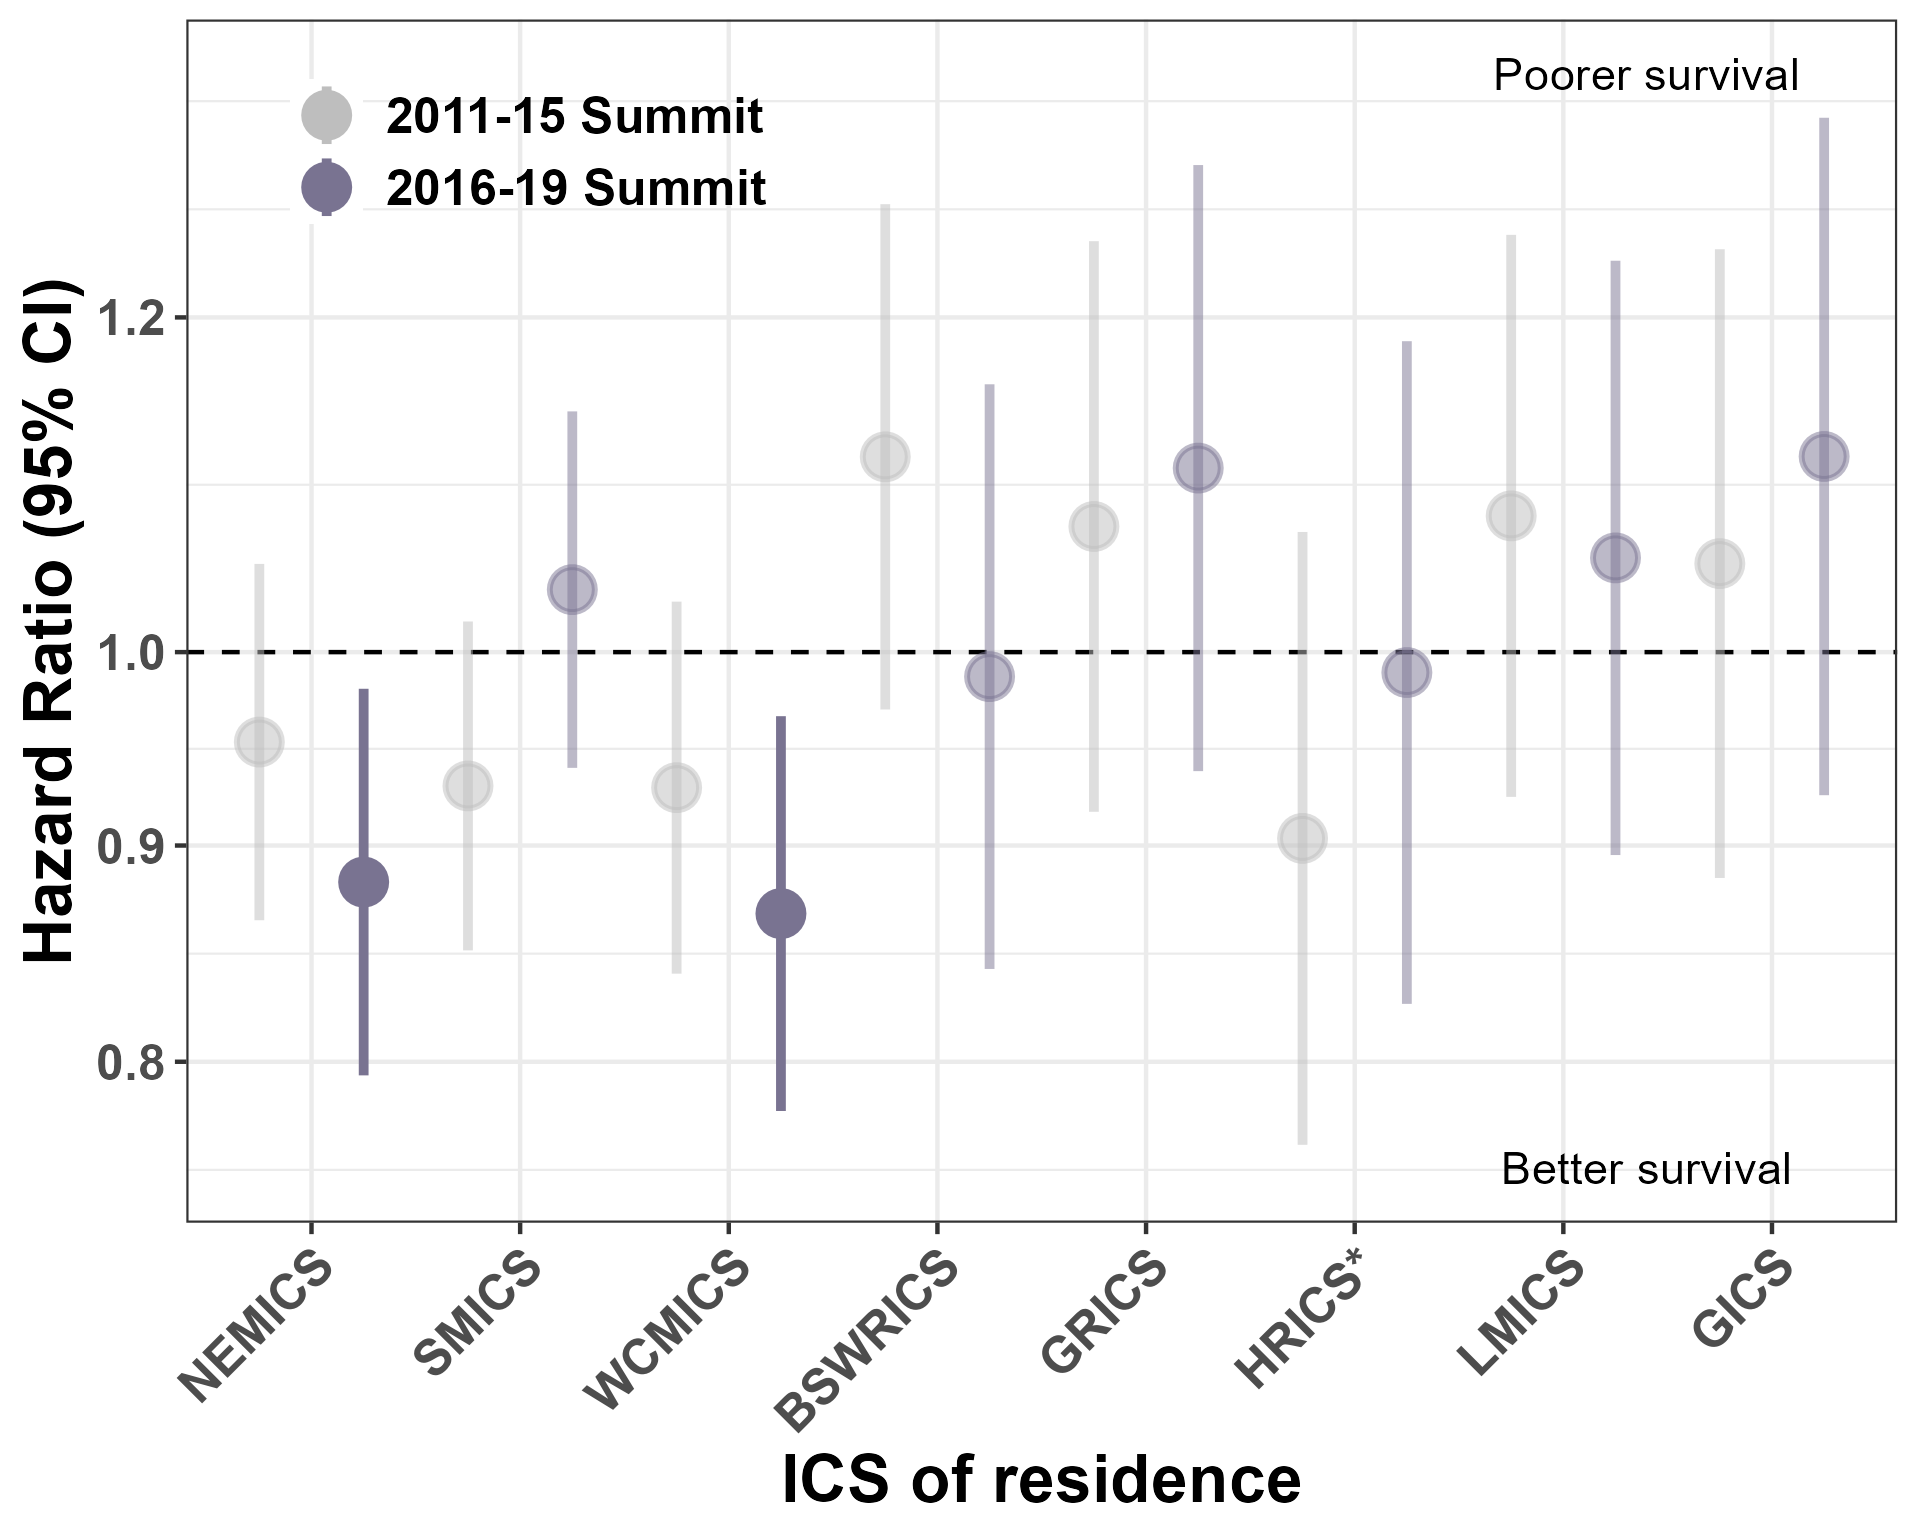 Poorer survival
2011-15 Summit
2016-19 Summit
Hazard Ratio (95% CI)
1.2
1.0
0.9
0.8
Better survival
NEMICS
SMICS
WCMICS
BSWRICS
GRICS
HRICS*
LMICS
GICS
ICS of residence